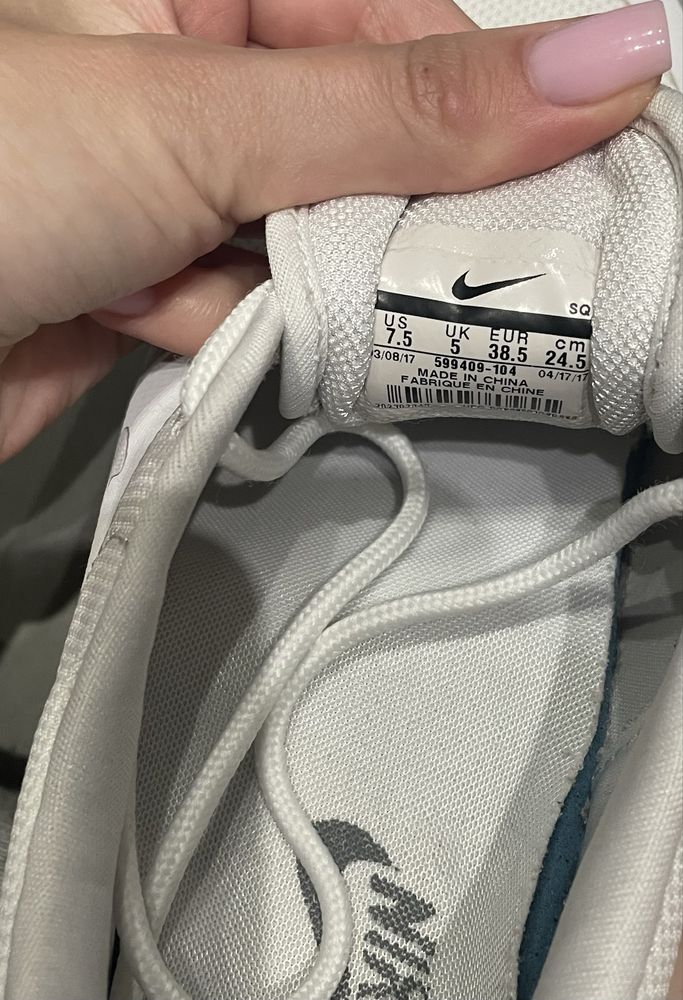 SQ
US UK EUR cm
7.5 5 38.5 24.5
03/08/17 599409-104 04/17/17
MADE IN CHINA
FABRIQUE EN CHINE
NIK